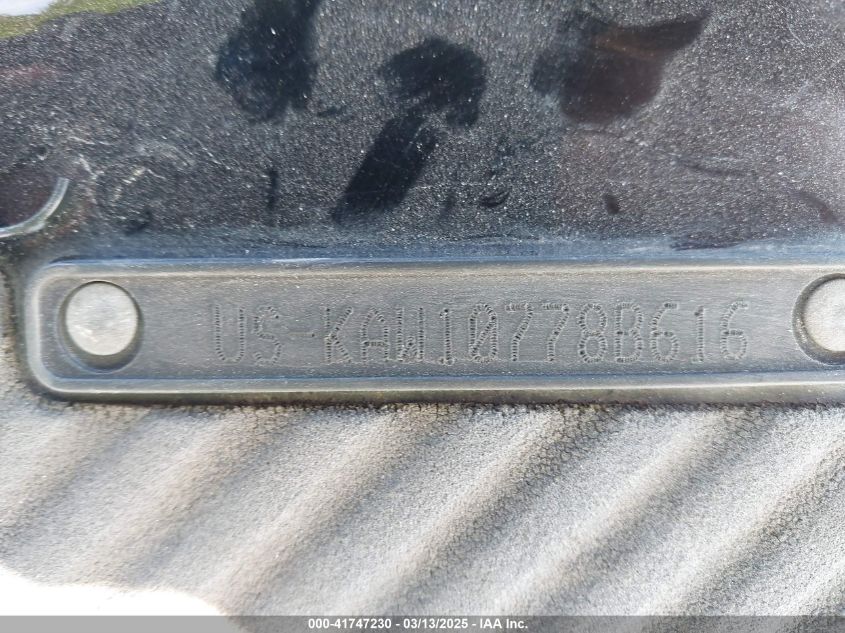 US-KAW10778B616
000-41747230 - 03/13/2025 - IAA, Inc.